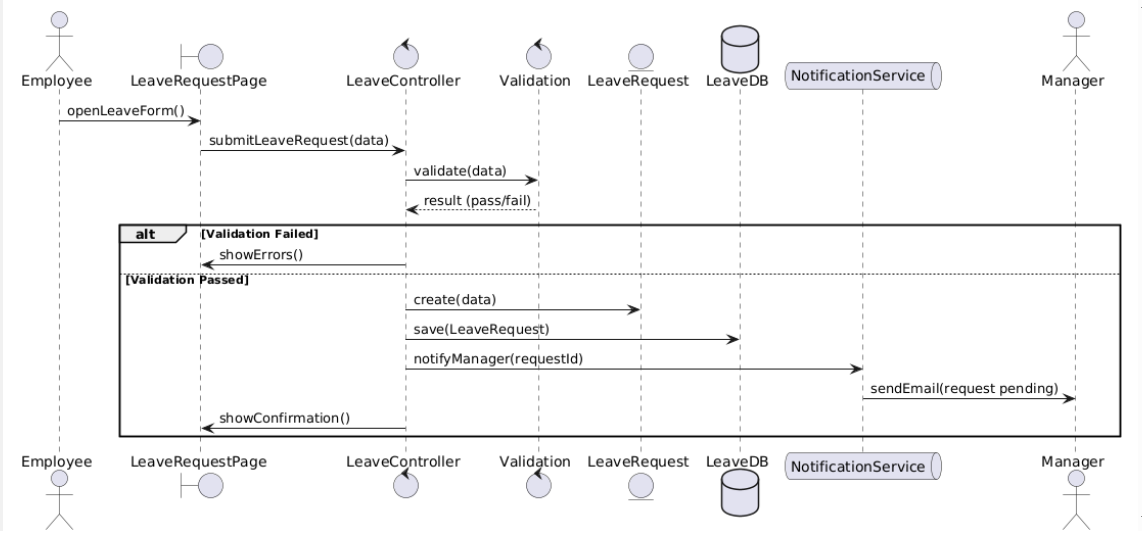 Employee LeaveRequestPage LeaveController Validation LeaveRequest LeaveDB NotificationService Manager
openLeaveForm()
submitLeaveRequest(data)
validate(data)
result (pass/fail)
alt [Validation Failed]
showErrors()
[Validation Passed]
create(data)
save(LeaveRequest)
notifyManager(requestId)
sendEmail(request pending)
showConfirmation()
Employee LeaveRequestPage LeaveController Validation LeaveRequest LeaveDB NotificationService Manager